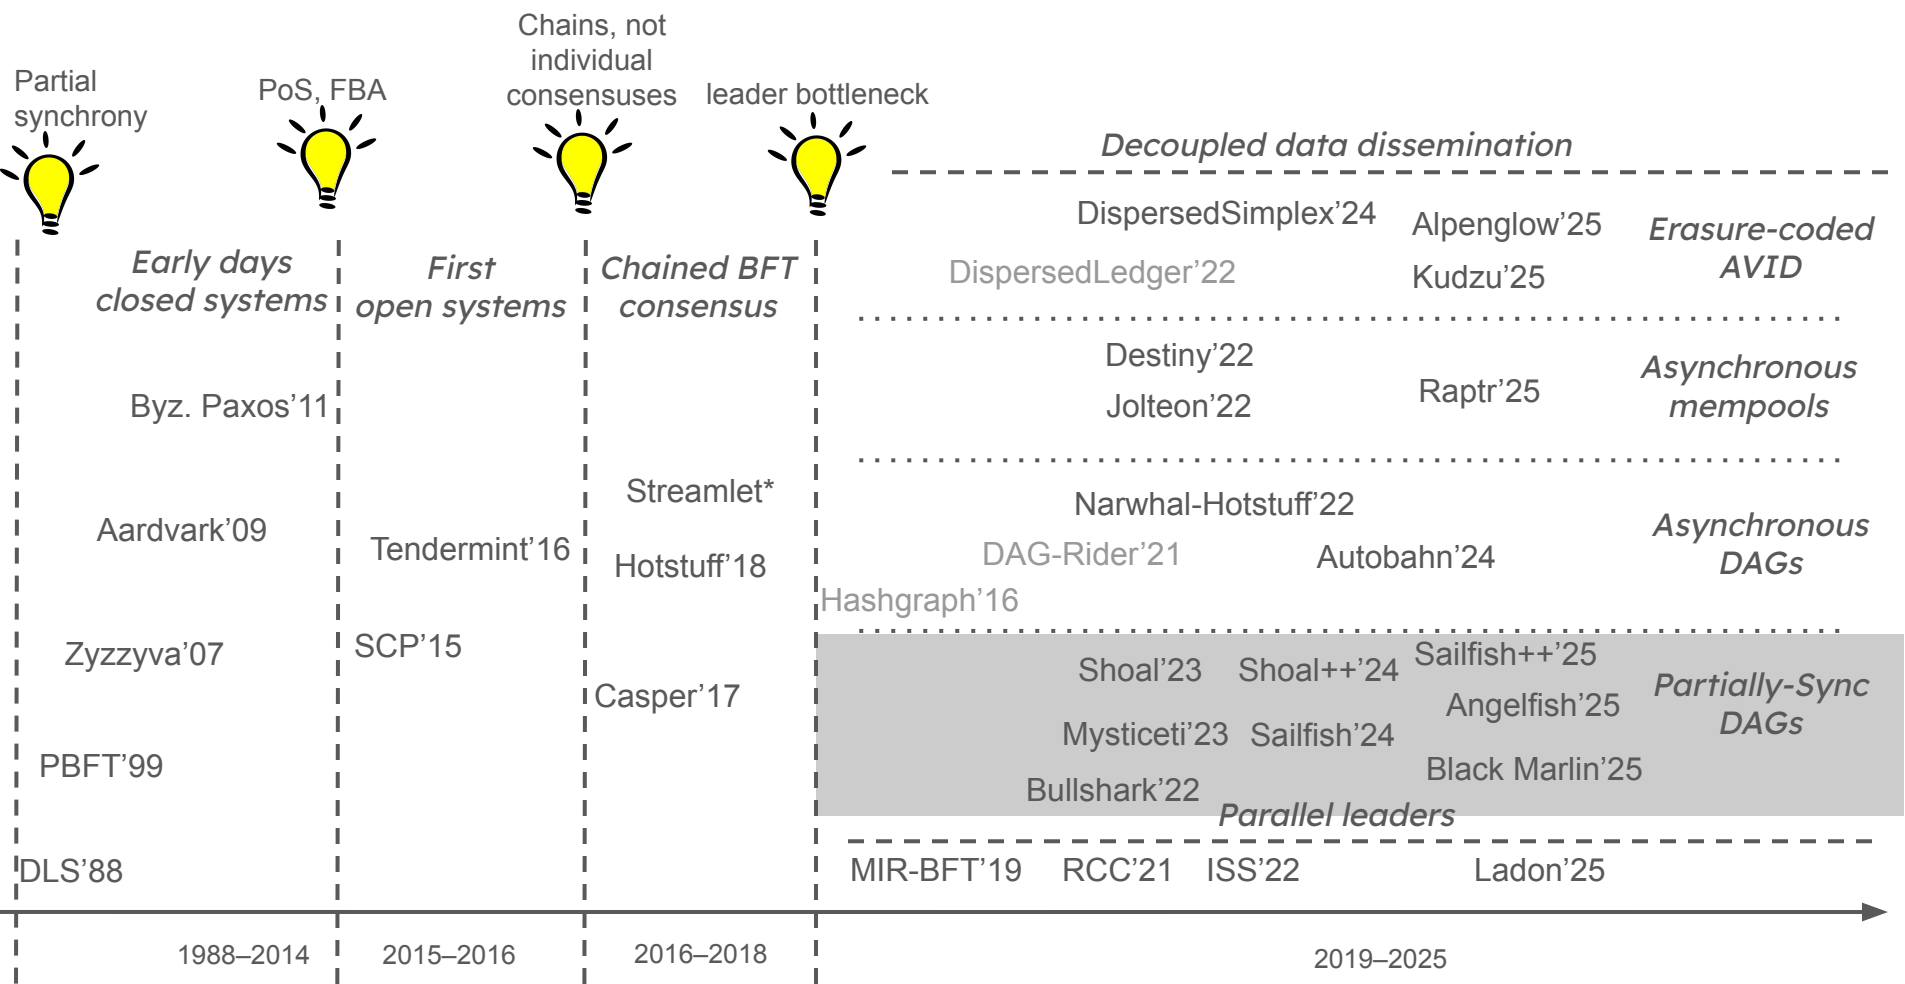 Partial
synchrony
PoS, FBA
Chains, not
individual
consensuses
leader bottleneck
Early days
closed systems
Byz. Paxos’11
Aardvark’09
Zyzzyva’07
PBFT’99
DLS’88
First
open systems
Tendermint’16
SCP’15
Chained BFT
consensus
Streamlet*
Hotstuff’18
Casper’17
Decoupled data dissemination
DispersedSimplex’24
Alpenglow’25
DispersedLedger’22
Kudzu’25
Erasure-coded
AVID
Destiny’22
Jolteon’22
Raptr’25
Asynchronous
mempools
Narwhal-Hotstuff’22
DAG-Rider’21
Autobahn’24
Hashgraph’16
Asynchronous
DAGs
Shoal’23
Shoal++’24
Sailfish++’25
Angelfish’25
Mysticeti’23
Sailfish’24
Black Marlin’25
Bullshark’22
Partially-Sync
DAGs
Parallel leaders
MIR-BFT’19
RCC’21
ISS’22
Ladon’25
1988–2014
2015–2016
2016–2018
2019–2025